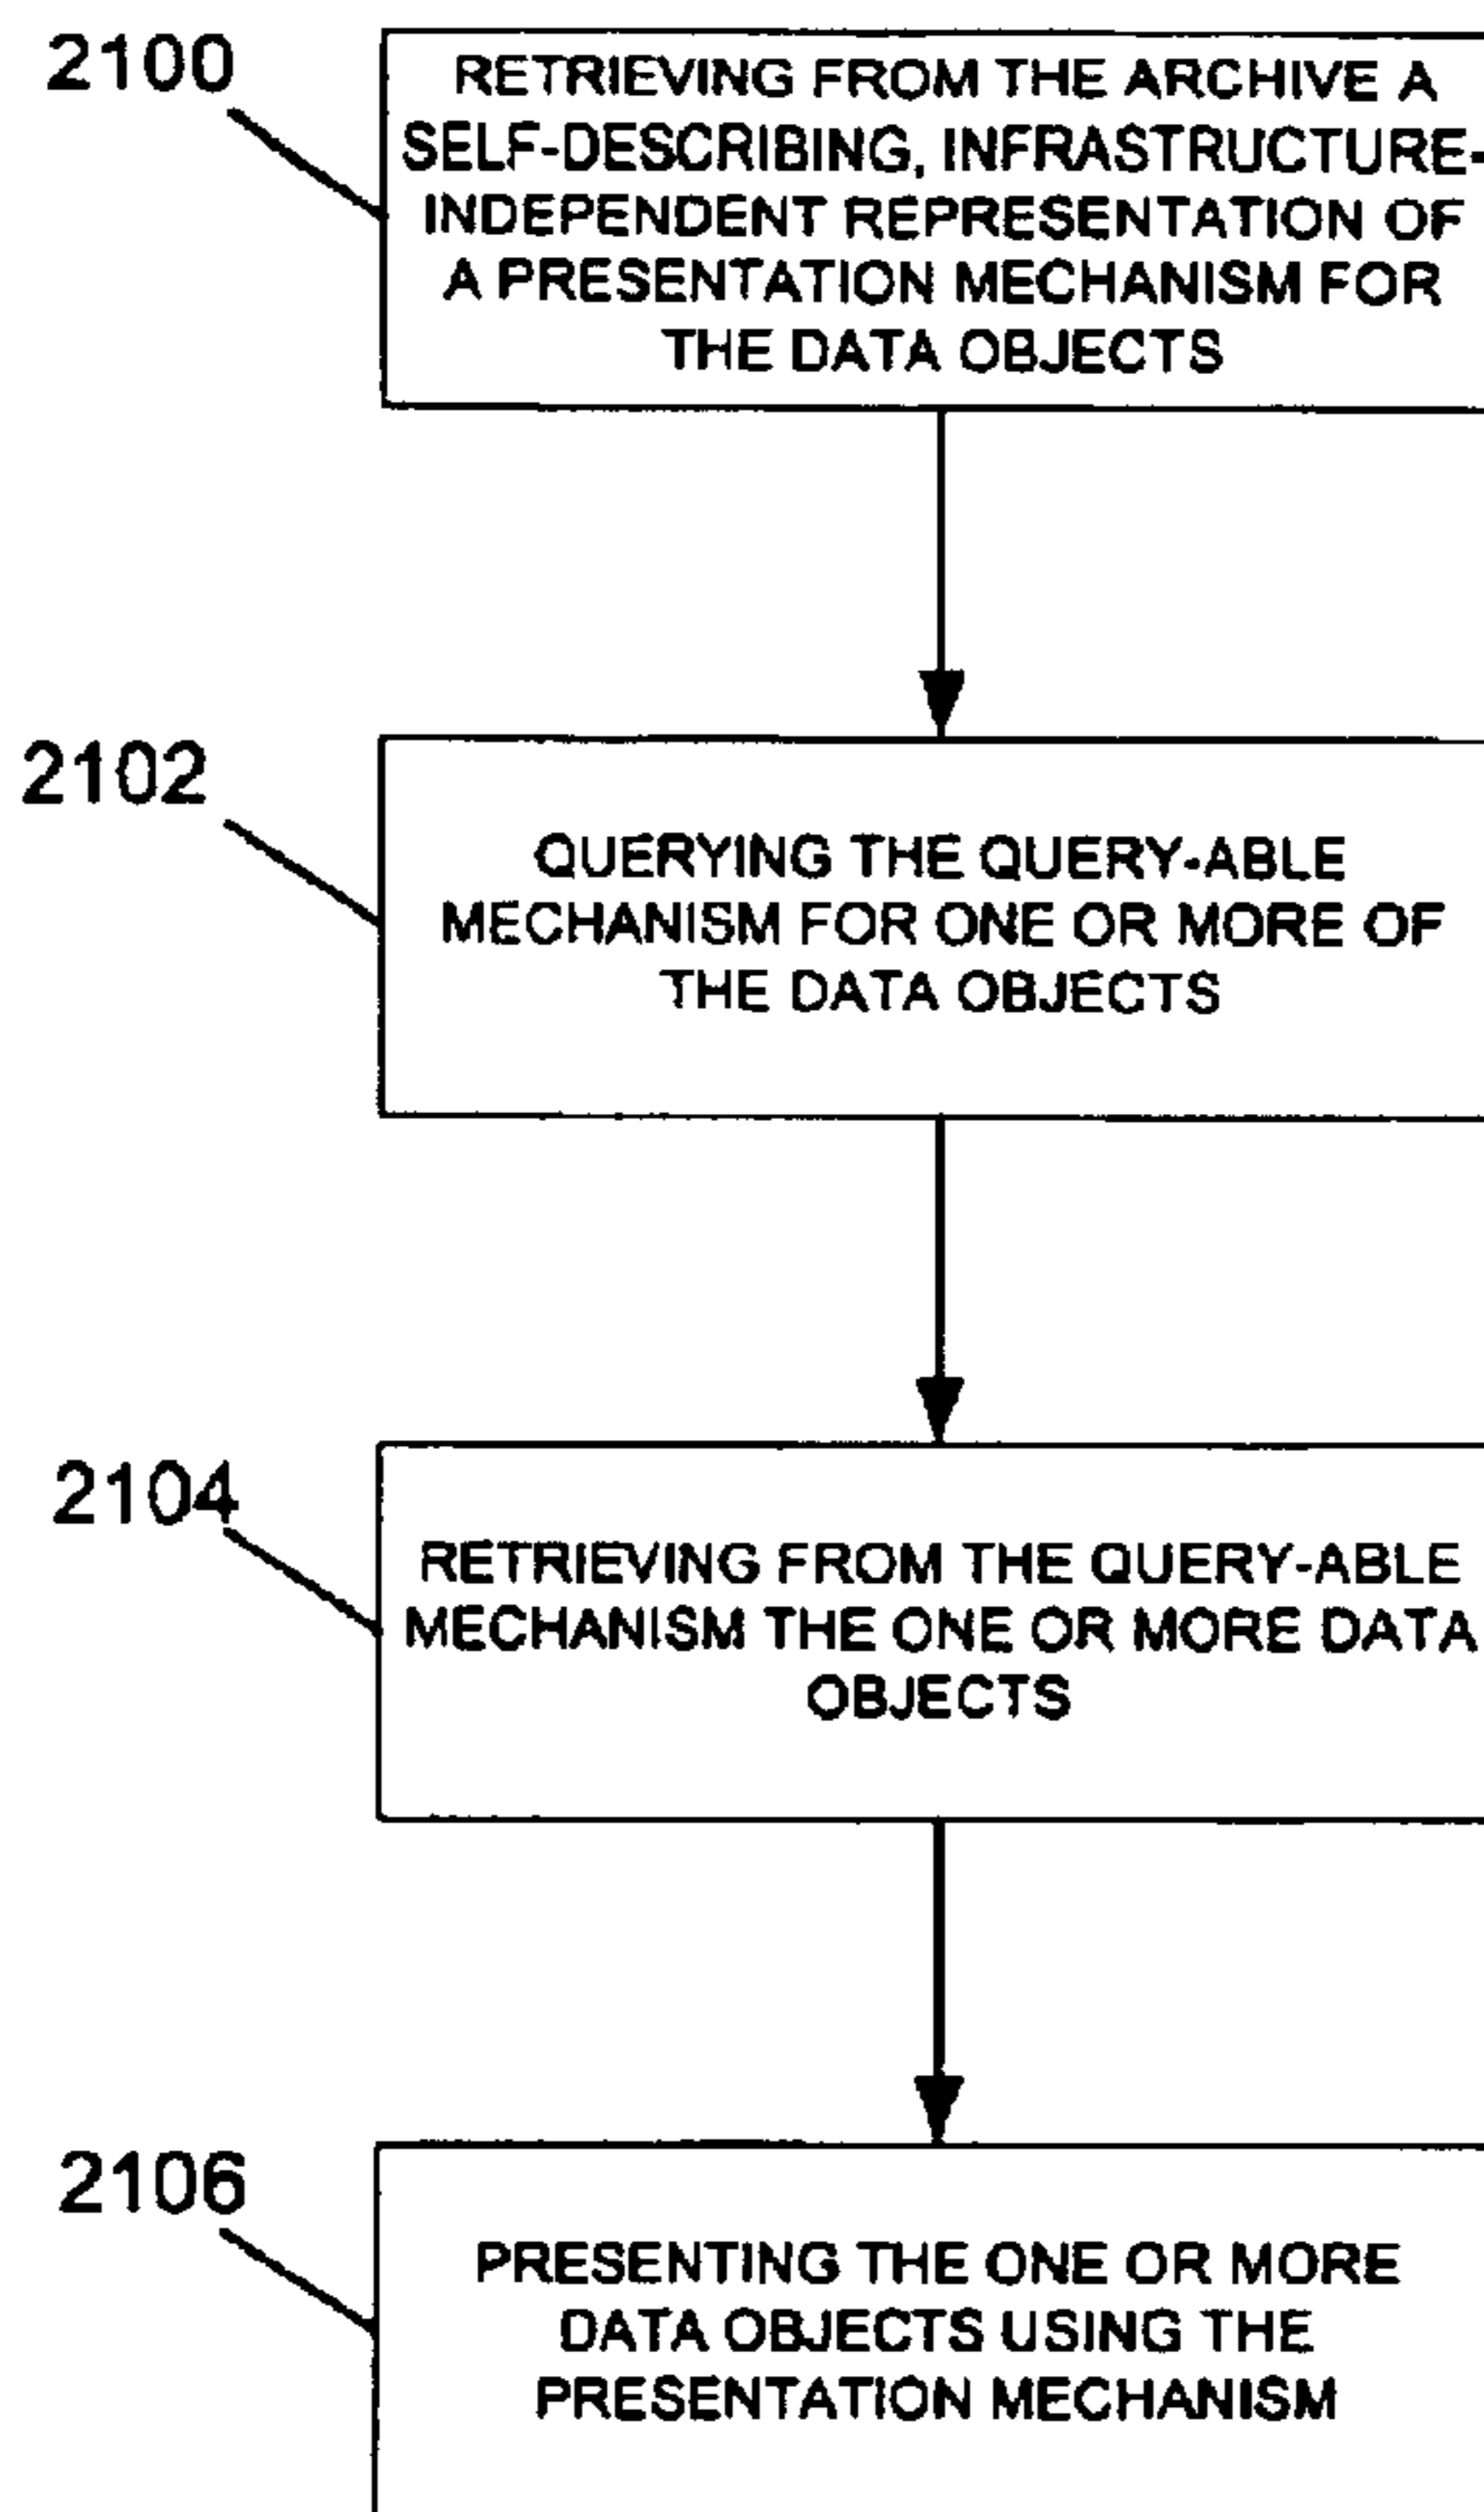 2100
RETRIEVING FROM THE ARCHIVE A
SELF-DESCRIBING, INFRASTRUCTURE-
INDEPENDENT REPRESENTATION OF
A PRESENTATION MECHANISM FOR
THE DATA OBJECTS
2102
QUERYING THE QUERY-ABLE
MECHANISM FOR ONE OR MORE OF
THE DATA OBJECTS
2104
RETRIEVING FROM THE QUERY-ABLE
MECHANISM THE ONE OR MORE DATA
OBJECTS
2106
PRESENTING THE ONE OR MORE
DATA OBJECTS USING THE
PRESENTATION MECHANISM